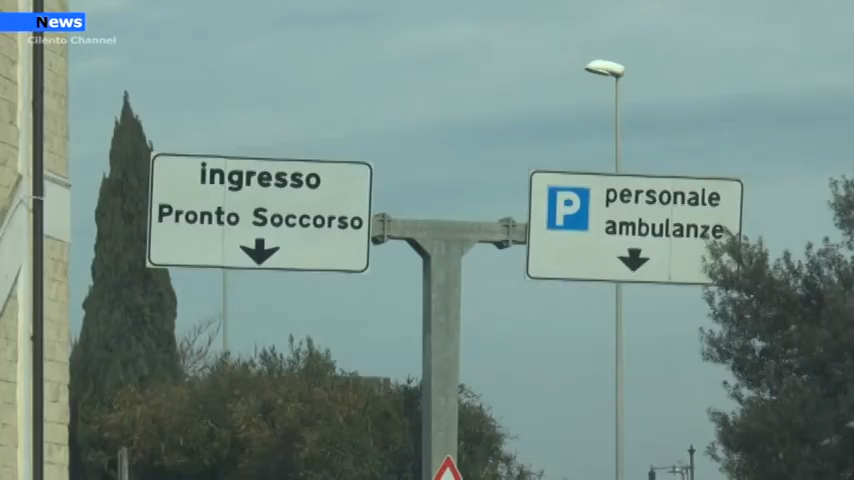 News
Cilento Channel
ingresso
Pronto Soccorso
P personale
ambulanze